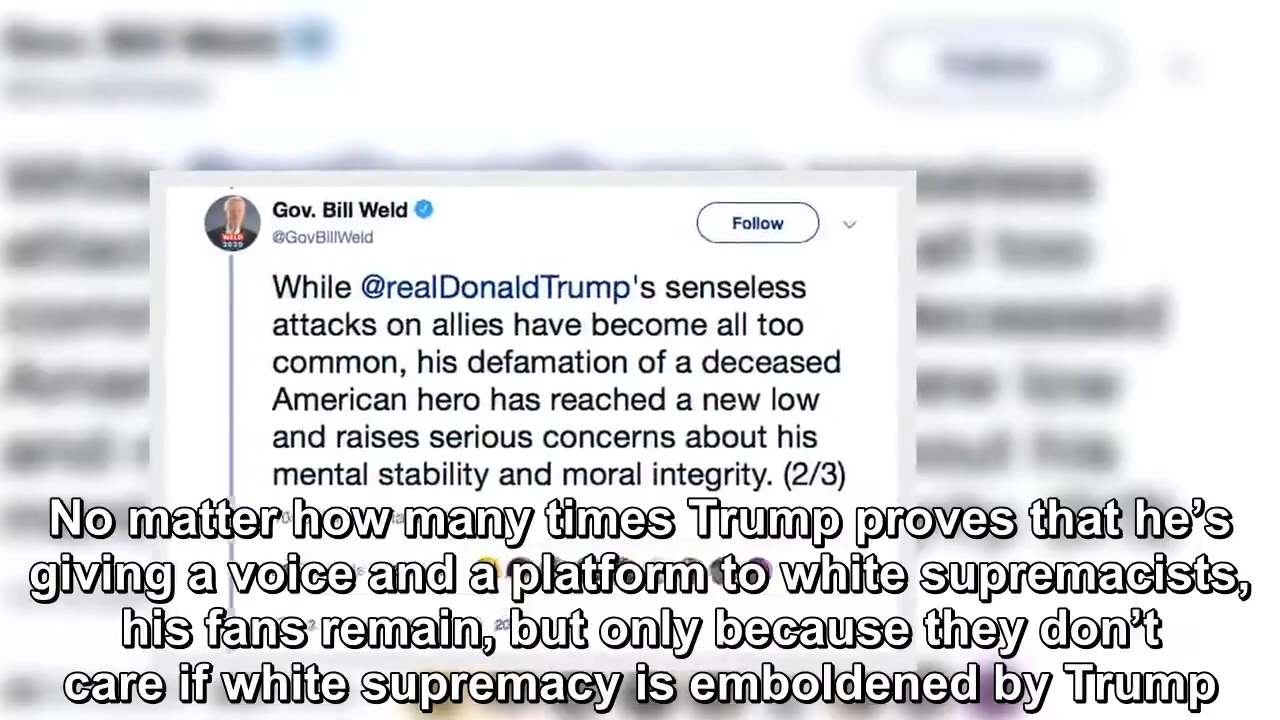 Gov. Bill Weld
@GovBillWeld
Follow
WELD
2020
While @realDonaldTrump's senseless
attacks on allies have become all too
common, his defamation of a deceased
American hero has reached a new low
and raises serious concerns about his
mental stability and moral integrity. (2/3)
No matter how many times Trump proves that he’s
giving a voice and a platform to white supremacists,
his fans remain, but only because they don’t
care if white supremacy is emboldened by Trump